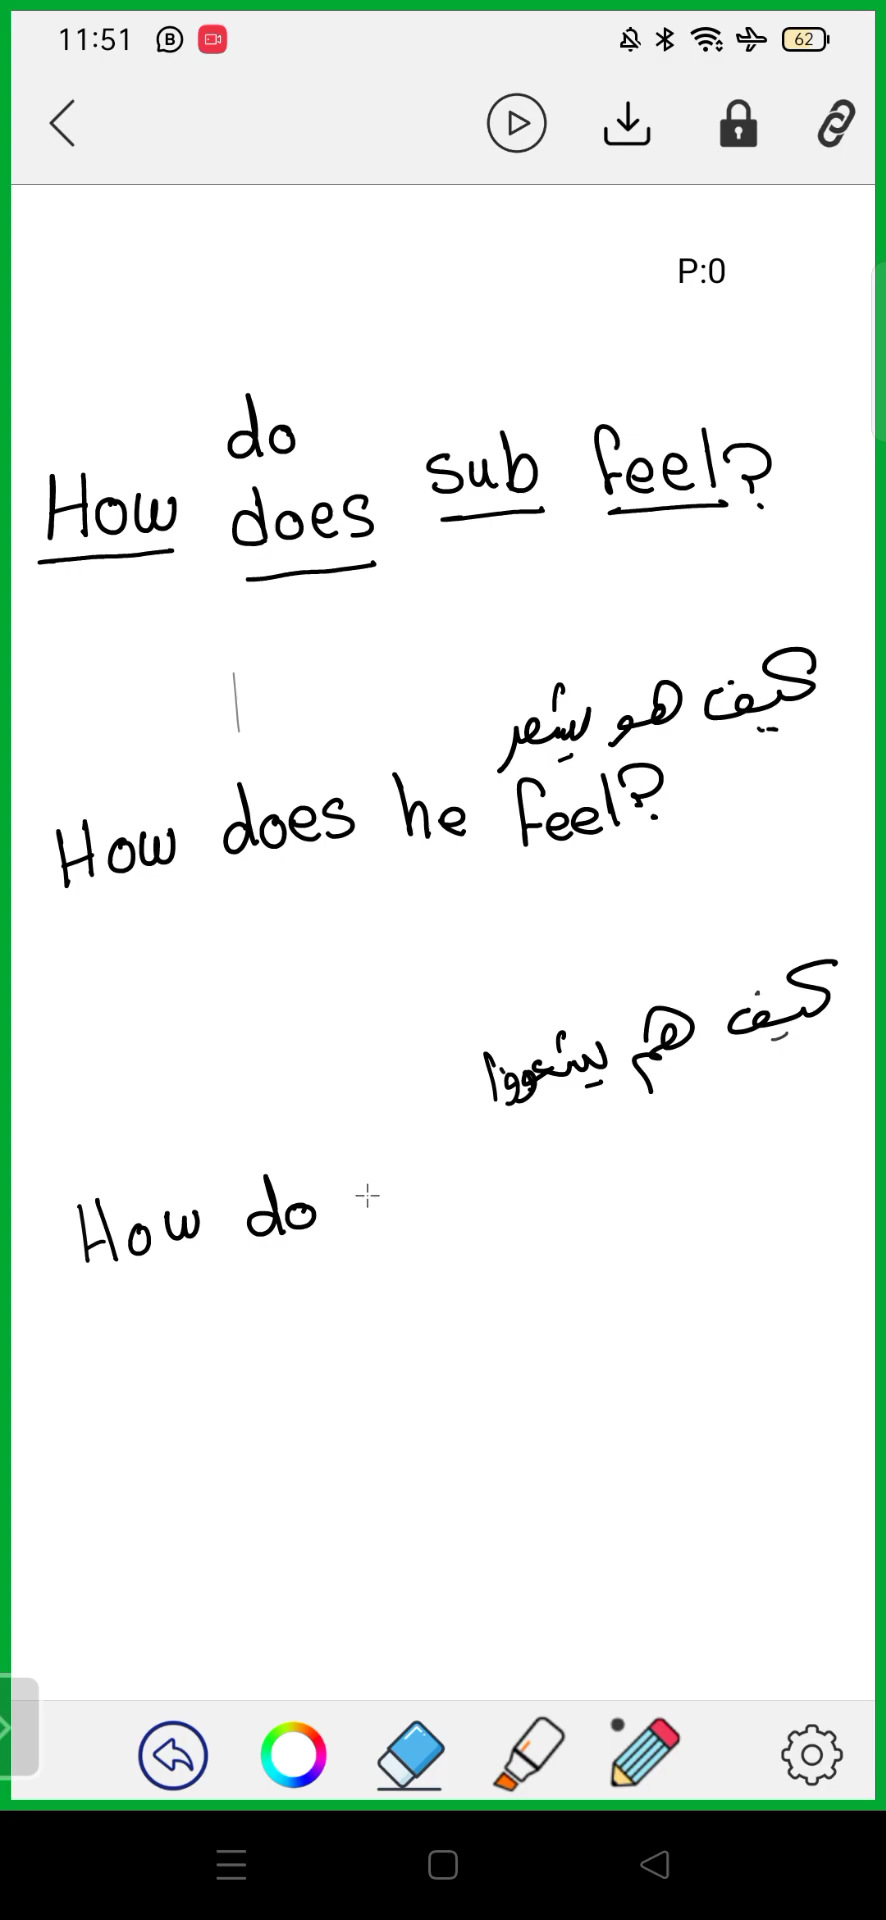 11:51
62
P:0
do
How does sub feel?
كيف هو يشعر
How does he feel?
كيف هم يشعروا
How do